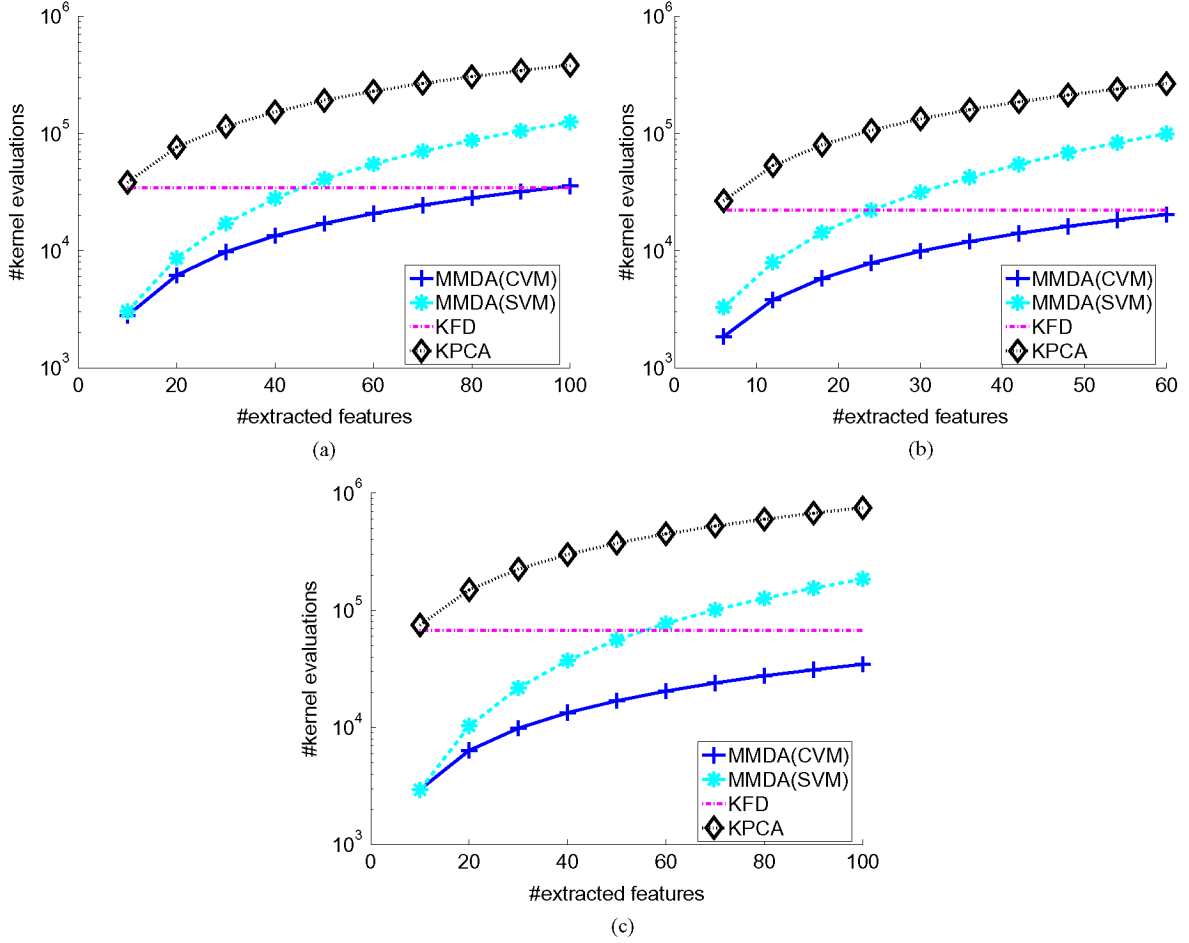 10^6
10^5
10^4
10^3
#kernel evaluations
0 20 40 60 80 100
#extracted features
MMDA(CVM)
MMDA(SVM)
KFD
KPCA
(a)
10^6
10^5
10^4
10^3
#kernel evaluations
0 10 20 30 40 50 60
#extracted features
MMDA(CVM)
MMDA(SVM)
KFD
KPCA
(b)
10^6
10^5
10^4
10^3
#kernel evaluations
0 20 40 60 80 100
#extracted features
MMDA(CVM)
MMDA(SVM)
KFD
KPCA
(c)